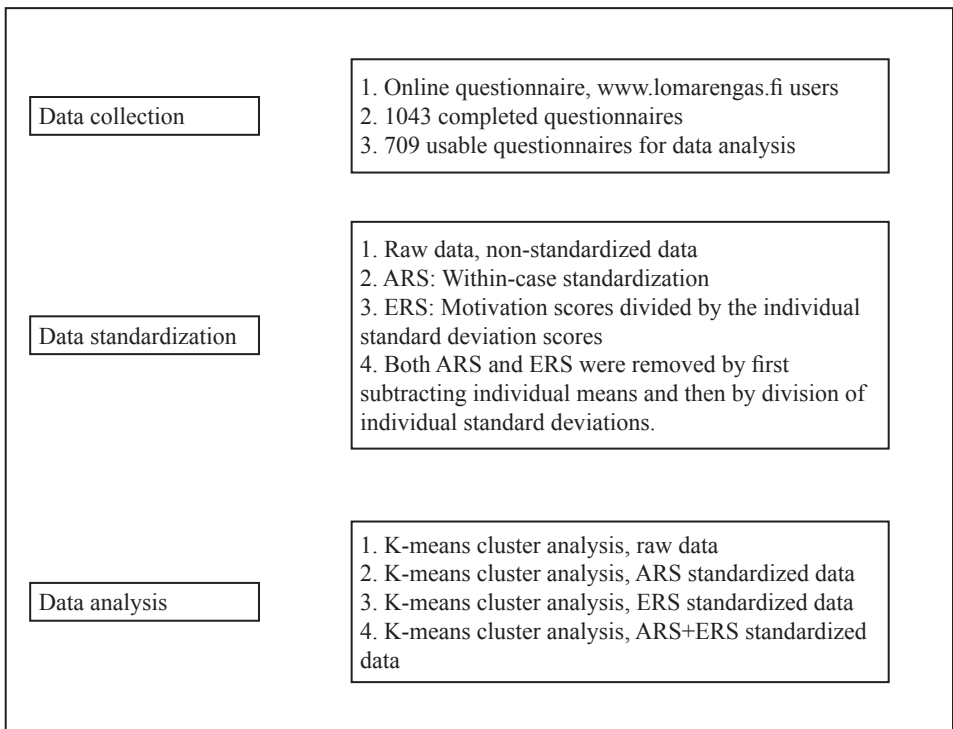 Data collection
1. Online questionnaire, www.lomarengas.fi users
2. 1043 completed questionnaires
3. 709 usable questionnaires for data analysis
Data standardization
1. Raw data, non-standardized data
2. ARS: Within-case standardization
3. ERS: Motivation scores divided by the individual
standard deviation scores
4. Both ARS and ERS were removed by first
subtracting individual means and then by division of
individual standard deviations.
Data analysis
1. K-means cluster analysis, raw data
2. K-means cluster analysis, ARS standardized data
3. K-means cluster analysis, ERS standardized data
4. K-means cluster analysis, ARS+ERS standardized
data